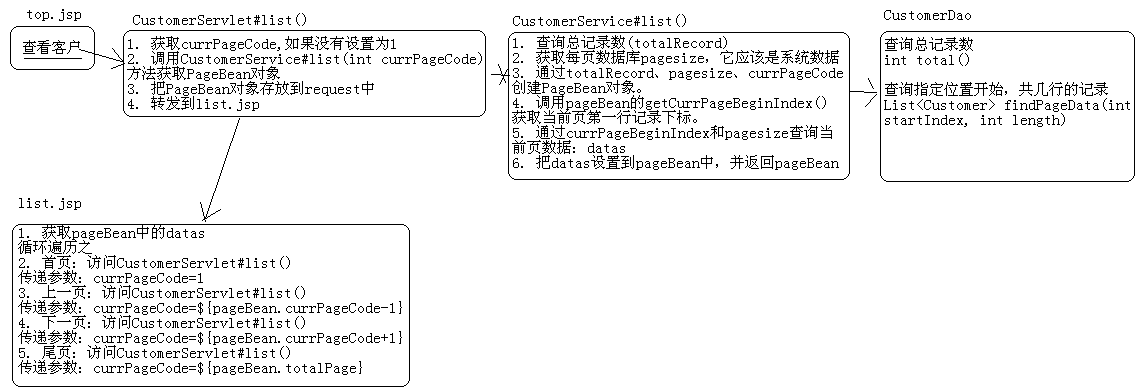 top.jsp
查看客户
CustomerServlet#list()
1. 获取currPageCode,如果没有设置为1
2. 调用CustomerService#list(int currPageCode)
方法获取PageBean对象
3. 把PageBean对象存放到request中
4. 转发到list.jsp
CustomerService#list()
1. 查询总记录数(totalRecord)
2. 获取每页数据库pagesize，它应该是系统数据
3. 通过totalRecord、pagesize、currPageCode
创建PageBean对象。
4. 调用pageBean的getCurrPageBeginIndex()
获取当前页第一行记录下标。
5. 通过currPageBeginIndex和pagesize查询当
前页数据：datas
6. 把datas设置到pageBean中，并返回pageBean
CustomerDao
查询总记录数
int total()
查询指定位置开始，共几行的记录
List<Customer> findPageData(int
startIndex, int length)
list.jsp
1. 获取pageBean中的datas
循环遍历之
2. 首页：访问CustomerServlet#list()
传递参数：currPageCode=1
3. 上一页：访问CustomerServlet#list()
传递参数：currPageCode=${pageBean.currPageCode-1}
4. 下一页：访问CustomerServlet#list()
传递参数：currPageCode=${pageBean.currPageCode+1}
5. 尾页：访问CustomerServlet#list()
传递参数：currPageCode=${pageBean.totalPage}